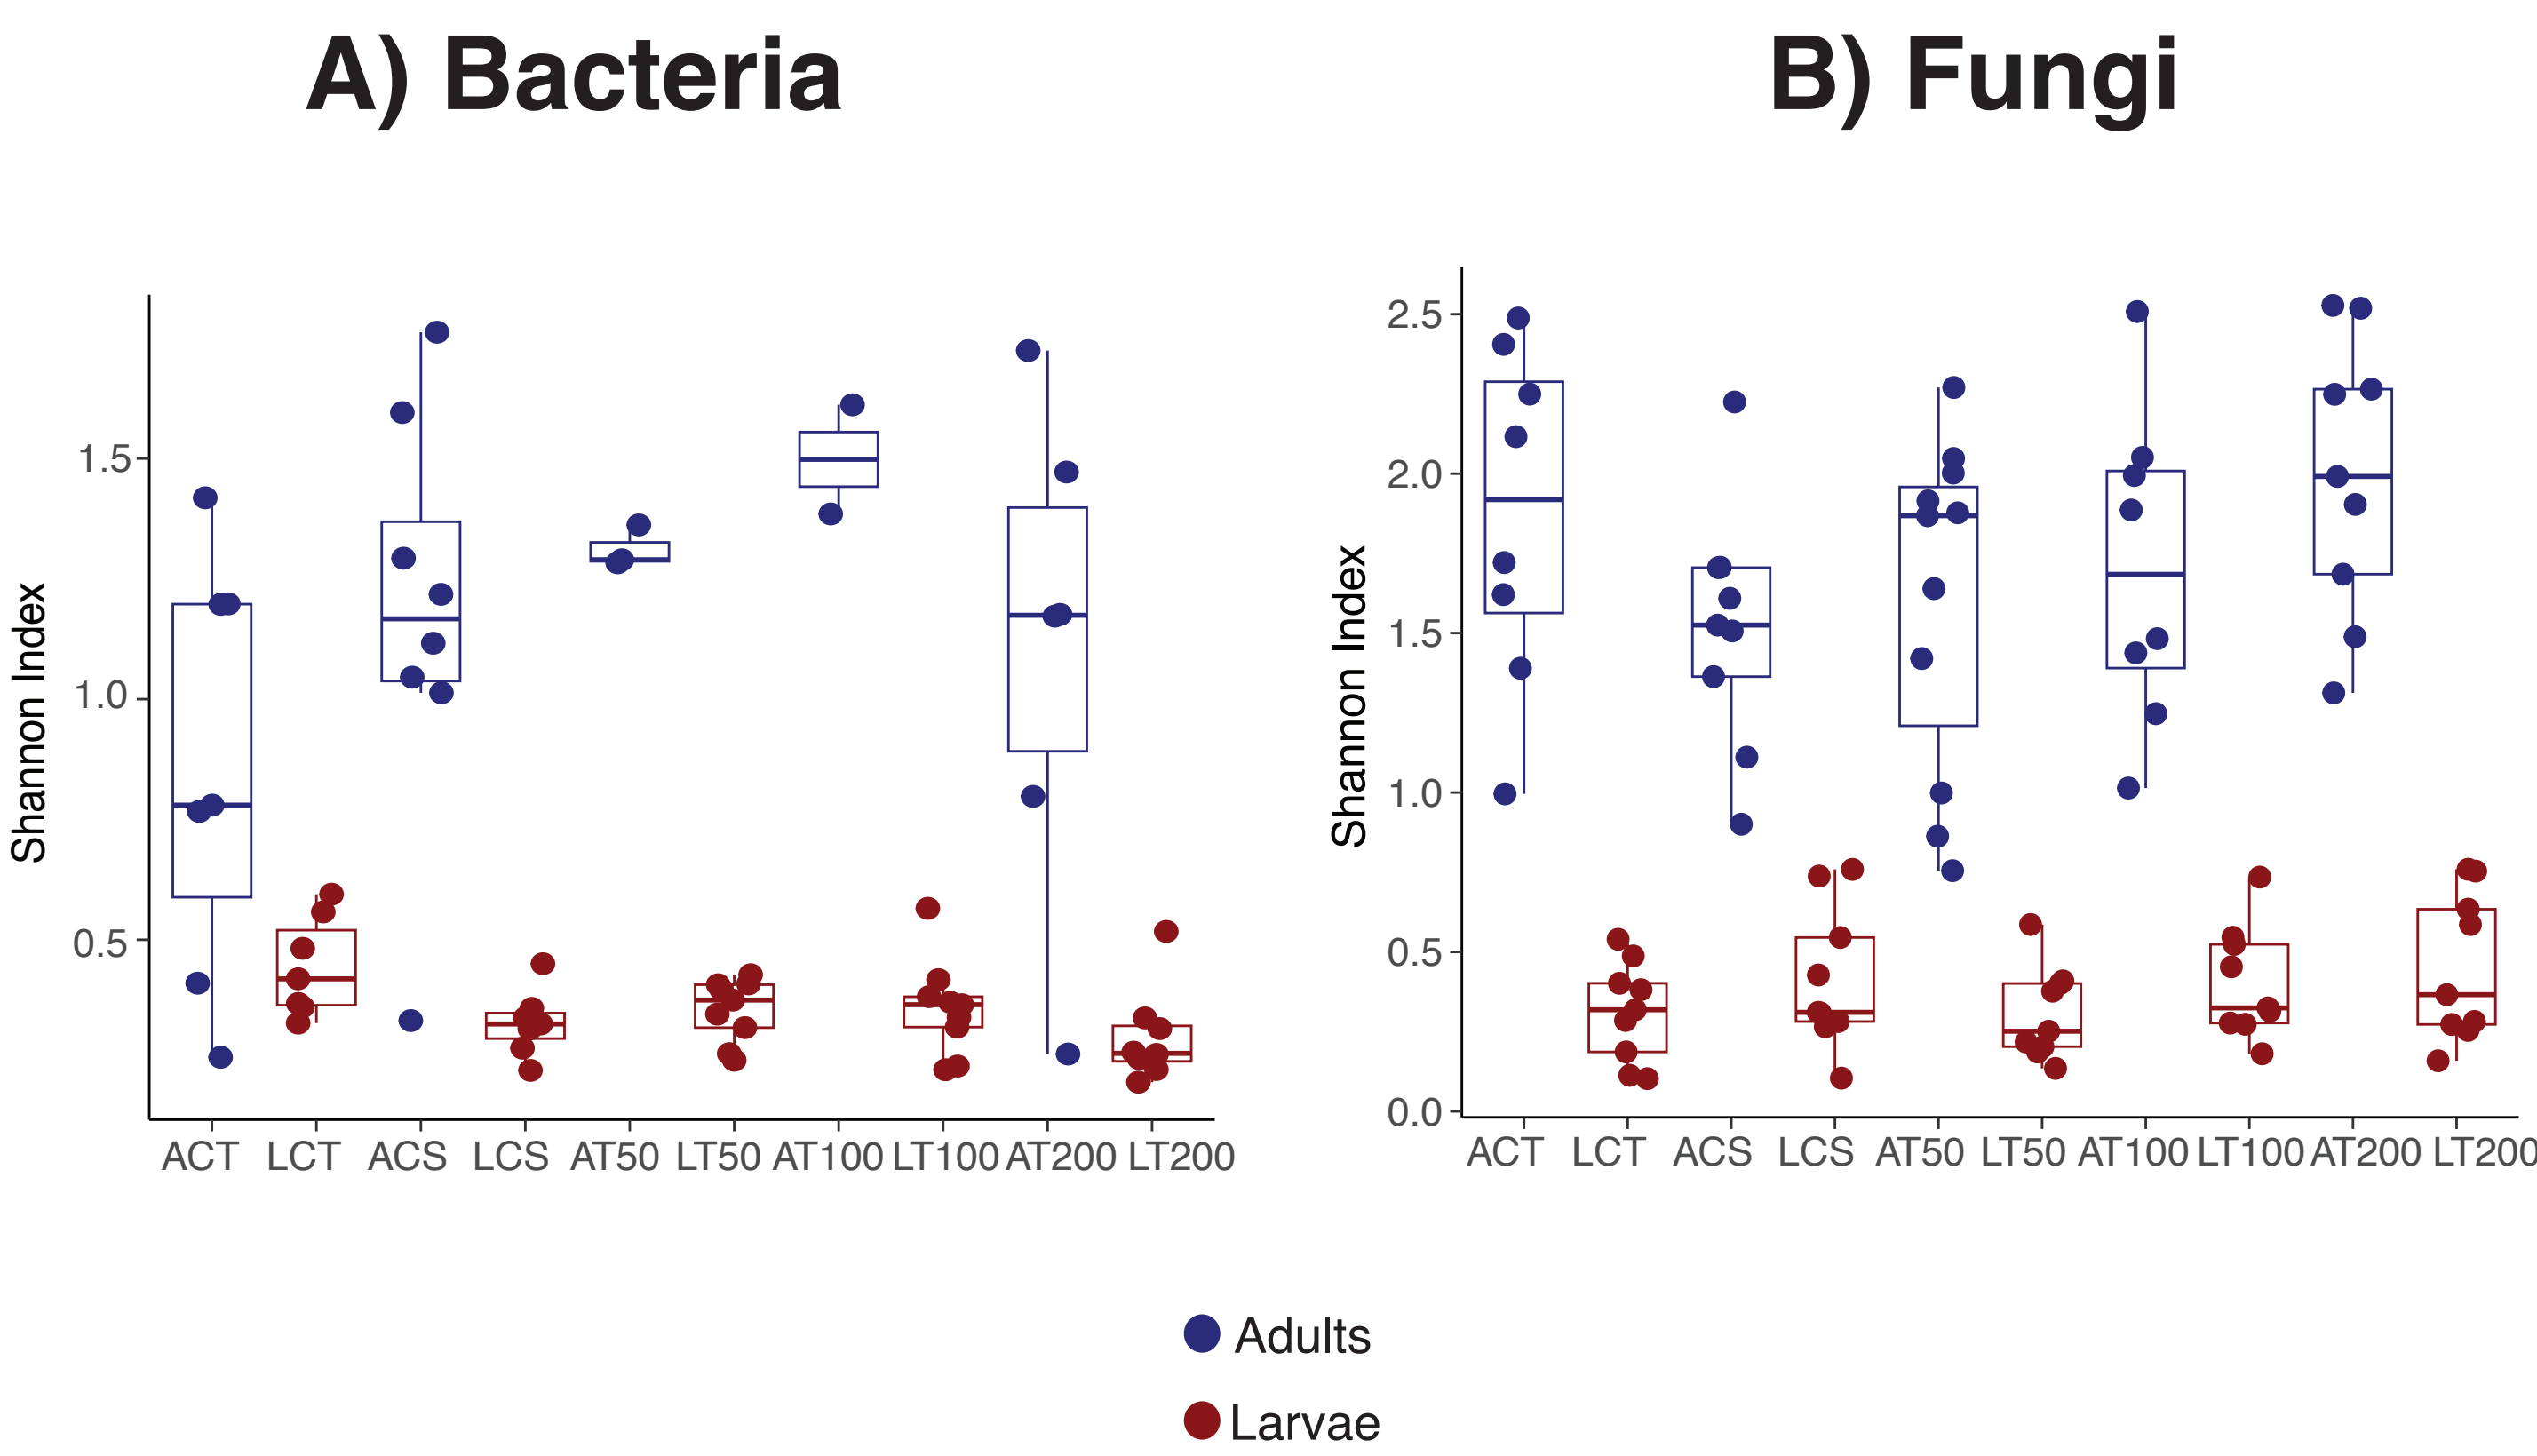 A) Bacteria
B) Fungi
Shannon Index
1.5
1.0
0.5
ACT LCT ACS LCS AT50 LT50 AT100 LT100 AT200 LT200
Shannon Index
2.5
2.0
1.5
1.0
0.5
0.0
ACT LCT ACS LCS AT50 LT50 AT100 LT100 AT200 LT200
Adults
Larvae